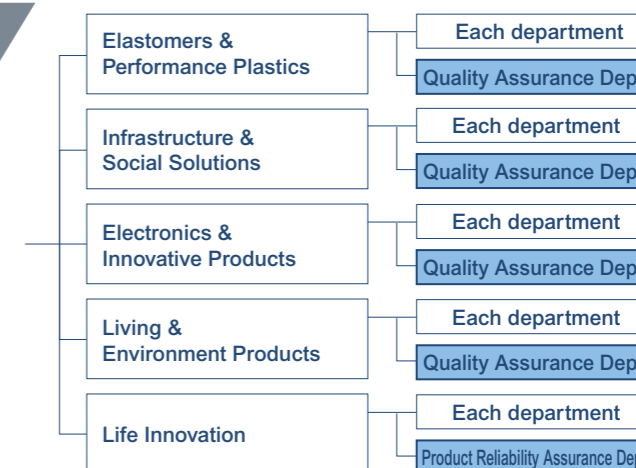 Elastomers &
Performance Plastics
Each department
Quality Assurance Dep
Infrastructure &
Social Solutions
Each department
Quality Assurance Dep
Electronics &
Innovative Products
Each department
Quality Assurance Dep
Living &
Environment Products
Each department
Quality Assurance Dep
Life Innovation
Each department
Product Reliability Assurance Dep